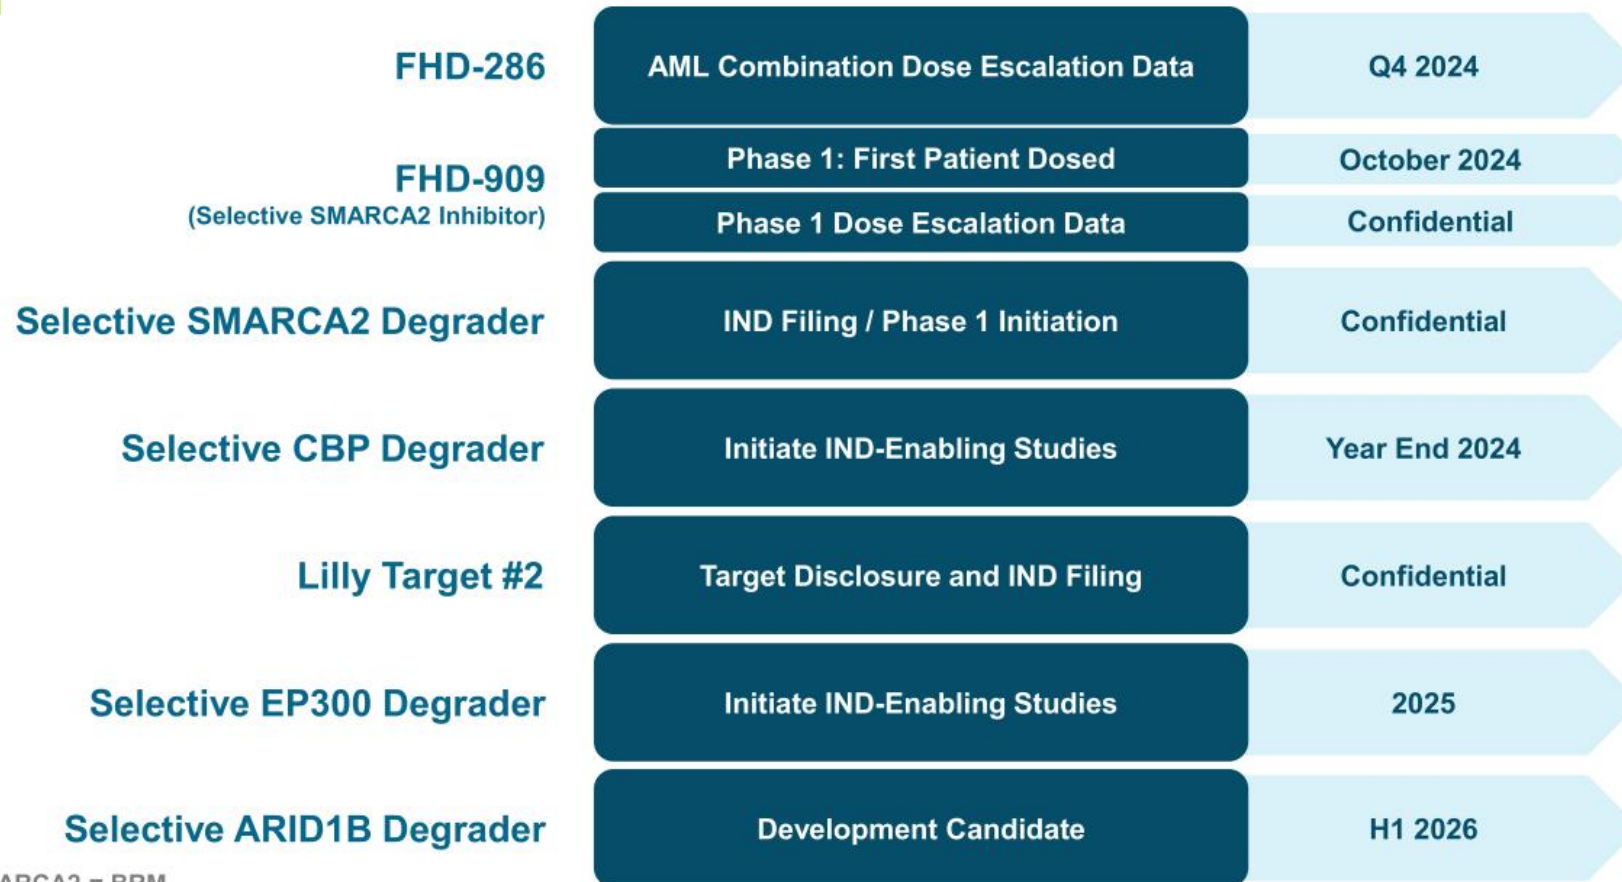 FHD-286
AML Combination Dose Escalation Data
Q4 2024
FHD-909
(Selective SMARCA2 Inhibitor)
Phase 1: First Patient Dosed
October 2024
Phase 1 Dose Escalation Data
Confidential
Selective SMARCA2 Degrader
IND Filing / Phase 1 Initiation
Confidential
Selective CBP Degrader
Initiate IND-Enabling Studies
Year End 2024
Lilly Target #2
Target Disclosure and IND Filing
Confidential
Selective EP300 Degrader
Initiate IND-Enabling Studies
2025
Selective ARID1B Degrader
Development Candidate
H1 2026